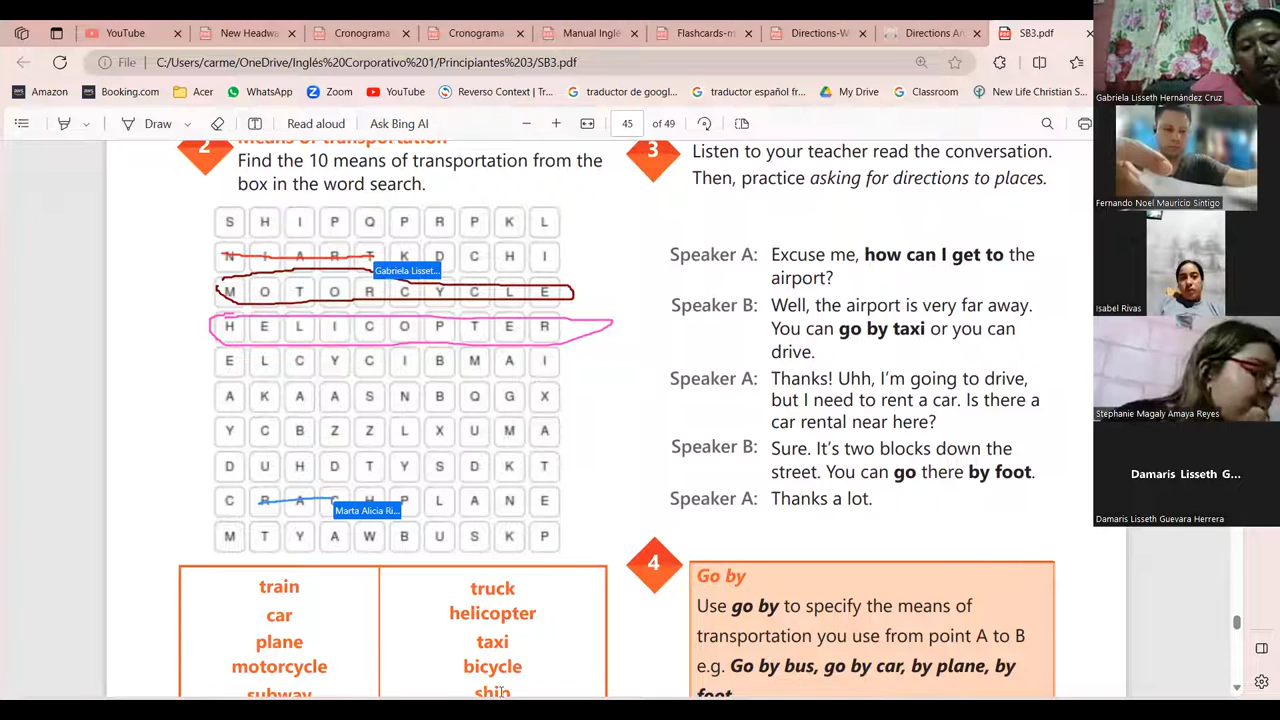 YouTube
New Headwa
Cronograma
Cronograma
Manual Inglé
Flashcards-m
Directions-W
Directions An
SB3.pdf
File C:/Users/carme/OneDrive/Inglés%20Corporativo%201/Principiantes%203/SB3.pdf
Amazon Booking.com Acer WhatsApp Zoom YouTube Reverso Context | Tr... traductor de googl... traductor español fr... My Drive Classroom New Life Christian S...
Draw Read aloud Ask Bing AI 45 of 49
2 Means of transportation
Find the 10 means of transportation from the
box in the word search.
S H I P Q P R P K L
N I A R T K D C H I
M O T O R C Y C L E
H E L I C O P T E R
E L C Y C I B M A I
A K A A S N B Q G X
Y C B Z Z L X U M A
D U H D T Y S D K T
C R A C H P L A N E
M T Y A W B U S K P
Gabriela Lisset...
Marta Alicia Ri...
train
car
plane
motorcycle
subway
truck
helicopter
taxi
bicycle
ship
3
Listen to your teacher read the conversation.
Then, practice asking for directions to places.
Speaker A: Excuse me, how can I get to the
airport?
Speaker B: Well, the airport is very far away.
You can go by taxi or you can
drive.
Speaker A: Thanks! Uhh, I'm going to drive,
but I need to rent a car. Is there a
car rental near here?
Speaker B: Sure. It's two blocks down the
street. You can go there by foot.
Speaker A: Thanks a lot.
4
Go by
Use go by to specify the means of
transportation you use from point A to B
e.g. Go by bus, go by car, by plane, by
foot
Gabriela Lisseth Hernández Cruz
Fernando Noel Mauricio Sintigo
Isabel Rivas
Stephanie Magaly Amaya Reyes
Damaris Lisseth G...
Damaris Lisseth Guevara Herrera